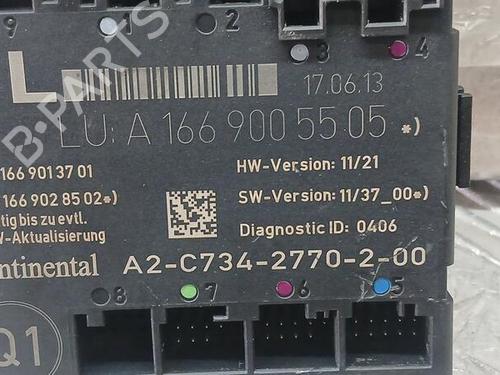 9 1 2
3 4
L 17.06.13
LU: A 166 900 55 05 *)
166 901 37 01 HW-Version: 11/21
166 902 85 02*) SW-Version: 11/37_00*)
tig bis zu evtl.
W-Aktualisierung Diagnostic ID: 0406
ntinental A2-C734-2770-2-00
8 7 6 5
Q1
B-PARTS